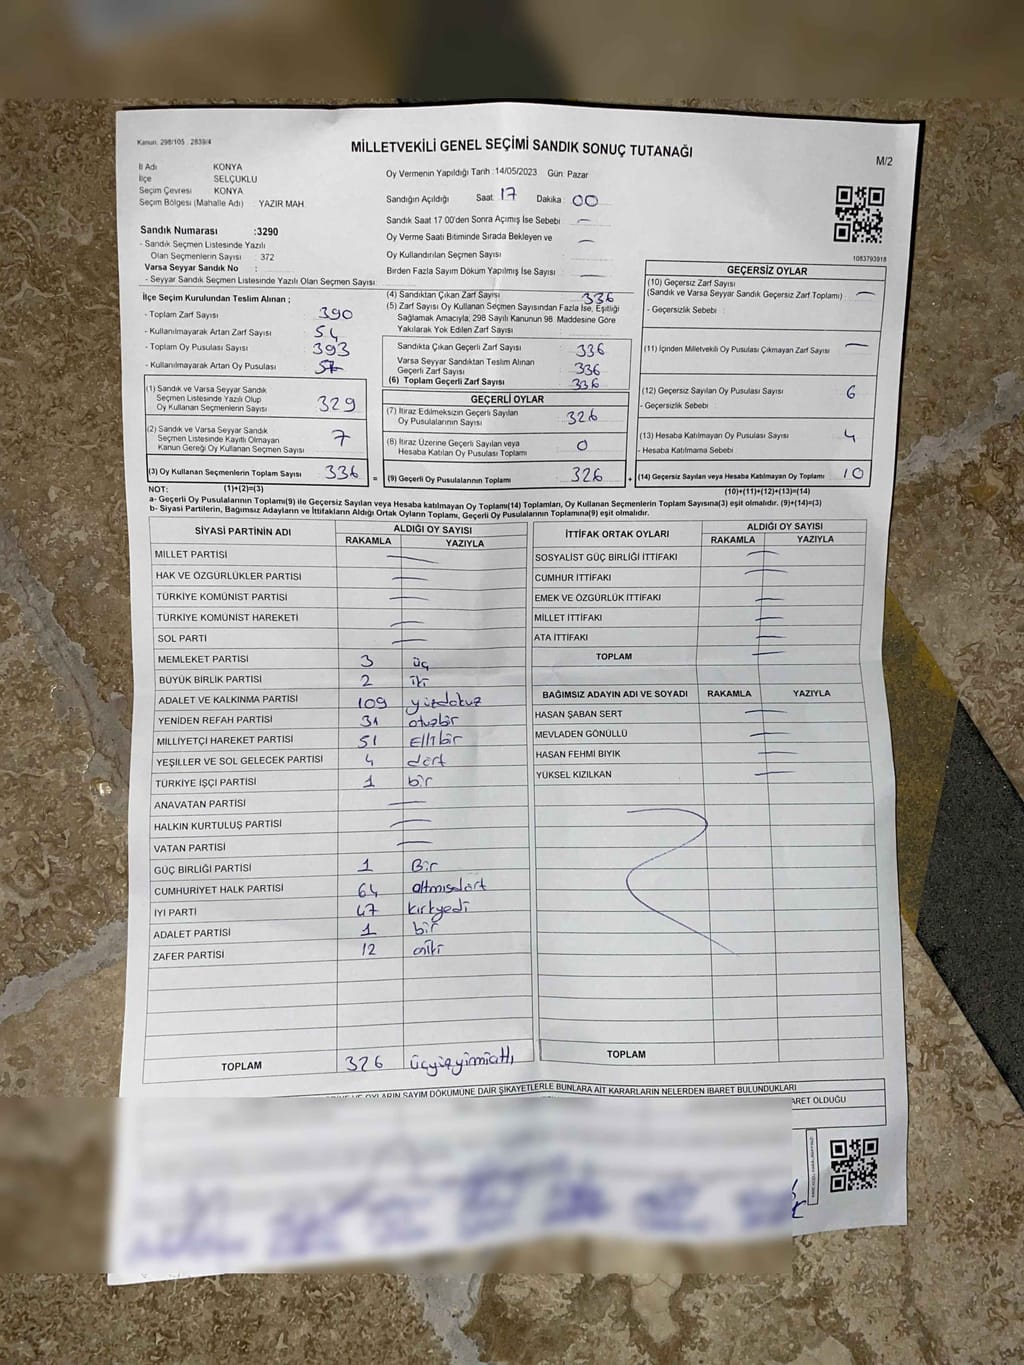 Kanun: 298/105 , 2839/4
MİLLETVEKİLİ GENEL SEÇİMİ SANDIK SONUÇ TUTANAĞI
M/2
İl Adı KONYA
İlçe SELÇUKLU
Seçim Çevresi KONYA
Seçim Bölgesi (Mahalle Adı) : YAZIR MAH.
Oy Vermenin Yapıldığı Tarih : 14/05/2023 Gün: Pazar
Sandığın Açıldığı Saat 17 Dakika 00
Sandık Saat 17 00'den Sonra Açımış İse Sebebi —
Oy Verme Saati Bitiminde Sırada Bekleyen ve
Oy Kullandırılan Seçmen Sayısı —
Birden Fazla Sayım Döküm Yapılmış İse Sayısı —
Sandık Numarası :3290
- Sandık Seçmen Listesinde Yazılı
Olan Seçmenlerin Sayısı : 372
Varsa Seyyar Sandık No :
- Seyyar Sandık Seçmen Listesinde Yazılı Olan Seçmen Sayısı
1083793918
İlçe Seçim Kurulundan Teslim Alınan ;
- Toplam Zarf Sayısı 390
- Kullanılmayarak Artan Zarf Sayısı 54
- Toplam Oy Pusulası Sayısı 393
- Kullanılmayarak Artan Oy Pusulası
(1) Sandık ve Varsa Seyyar Sandık
Seçmen Listesinde Yazılı Olup
Oy Kullanan Seçmenlerin Sayısı 329
(2) Sandık ve Varsa Seyyar Sandık
Seçmen Listesinde Kayıtlı Olmayan
Kanun Gereği Oy Kullanan Seçmen Sayısı 7
(3) Oy Kullanan Seçmenlerin Toplam Sayısı 336 =
(4) Sandıktan Çıkan Zarf Sayısı 336
(5) Zarf Sayısı Oy Kullanan Seçmen Sayısından Fazla İse, Eşitliği
Sağlamak Amacıyla, 298 Sayılı Kanunun 98. Maddesine Göre
Yakılarak Yok Edilen Zarf Sayısı
Sandıkta Çıkan Geçerli Zarf Sayısı 336
Varsa Seyyar Sandıktan Teslim Alınan
Geçerli Zarf Sayısı 336
(6) Toplam Geçerli Zarf Sayısı 336
GEÇERLİ OYLAR
(7) İtiraz Edilmeksizin Geçerli Sayılan
Oy Pusulalarının Sayısı 326
(8) İtiraz Üzerine Geçerli Sayılan veya
Hesaba Katılan Oy Pusulaları Toplamı 0
(9) Geçerli Oy Pusulalarının Toplamı 326 +
GEÇERSİZ OYLAR
(10) Geçersiz Zarf Sayısı
(Sandık ve Varsa Seyyar Sandık Geçersiz Zarf Toplamı) —
- Geçersizlik Sebebi :
(11) İçinden Milletvekili Oy Pusulası Çıkmayan Zarf Sayısı —
(12) Geçersiz Sayılan Oy Pusulası Sayısı 6
- Geçersizlik Sebebi :
(13) Hesaba Katılmayan Oy Pusulası Sayısı 4
- Hesaba Katılmama Sebebi :
(14) Geçersiz Sayılan veya Hesaba Katılmayan Oy Toplamı 10
NOT: (1)+(2)=(3) (10)+(11)+(12)+(13)=(14)
a- Geçerli Oy Pusulalarının Toplamı(9) ile Geçersiz Sayılan veya Hesaba katılmayan Oy Toplamı(14) Toplamları, Oy Kullanan Seçmenlerin Toplam Sayısına(3) eşit olmalıdır. (9)+(14)=(3)
b- Siyasi Partilerin, Bağımsız Adayların ve İttifakların Aldığı Ortak Oyların Toplamı, Geçerli Oy Pusulalarının Toplamına(9) eşit olmalıdır.
SİYASİ PARTİNİN ADI ALDIĞI OY SAYISI
RAKAMLA YAZIYLA
MİLLET PARTİSİ —
HAK VE ÖZGÜRLÜKLER PARTİSİ —
TÜRKİYE KOMÜNİST PARTİSİ —
TÜRKİYE KOMÜNİST HAREKETİ —
SOL PARTİ —
MEMLEKET PARTİSİ 3 üç
BÜYÜK BİRLİK PARTİSİ 2 iki
ADALET VE KALKINMA PARTİSİ 109 yüzdokuz
YENİDEN REFAH PARTİSİ 31 otuzbir
MİLLİYETÇİ HAREKET PARTİSİ 51 Ellibir
YEŞİLLER VE SOL GELECEK PARTİSİ 4 dört
TÜRKİYE İŞÇİ PARTİSİ 1 bir
ANAVATAN PARTİSİ —
HALKIN KURTULUŞ PARTİSİ —
VATAN PARTİSİ —
GÜÇ BİRLİĞİ PARTİSİ 1 Bir
CUMHURİYET HALK PARTİSİ 64 altmışdört
İYİ PARTİ 47 kırkyedi
ADALET PARTİSİ 1 bir
ZAFER PARTİSİ 12 oniki
TOPLAM 326 üçyüzyirmialtı
İTTİFAK ORTAK OYLARI ALDIĞI OY SAYISI
RAKAMLA YAZIYLA
SOSYALİST GÜÇ BİRLİĞİ İTTİFAKI —
CUMHUR İTTİFAKI —
EMEK VE ÖZGÜRLÜK İTTİFAKI —
MİLLET İTTİFAKI —
ATA İTTİFAKI —
TOPLAM —
BAĞIMSIZ ADAYIN ADI VE SOYADI RAKAMLA YAZIYLA
HASAN ŞABAN SERT —
MEVLADEN GÖNÜLLÜ —
HASAN FEHMİ BIYIK —
YÜKSEL KIZILKAN —
TOPLAM
OYLARIN SAYIM DÖKÜMÜNE DAİR ŞİKAYETLERLE BUNLARA AİT KARARLARIN NELERDEN İBARET BULUNDUKLARI
OLDUĞU